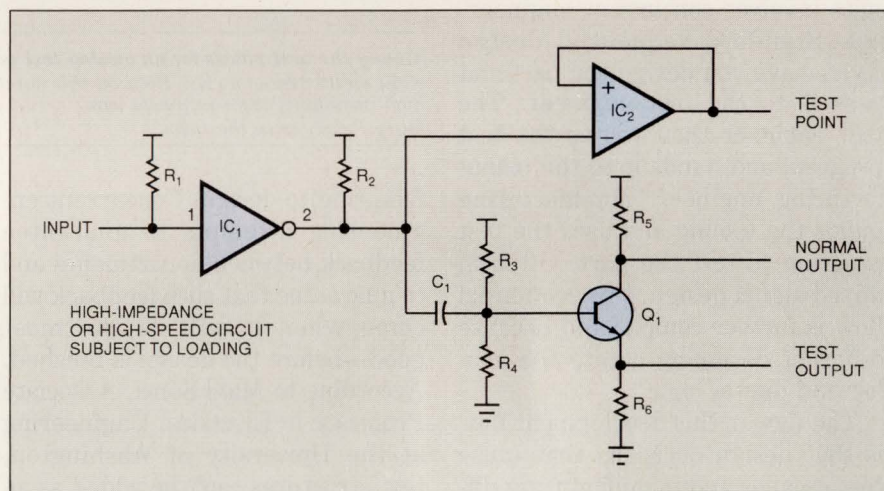 +
IC2
−
TEST
POINT
R1
R2
INPUT
1
IC1
2
R3
R5
NORMAL
OUTPUT
C1
Q1
HIGH-IMPEDANCE
OR HIGH-SPEED CIRCUIT
SUBJECT TO LOADING
R4
TEST
OUTPUT
R6